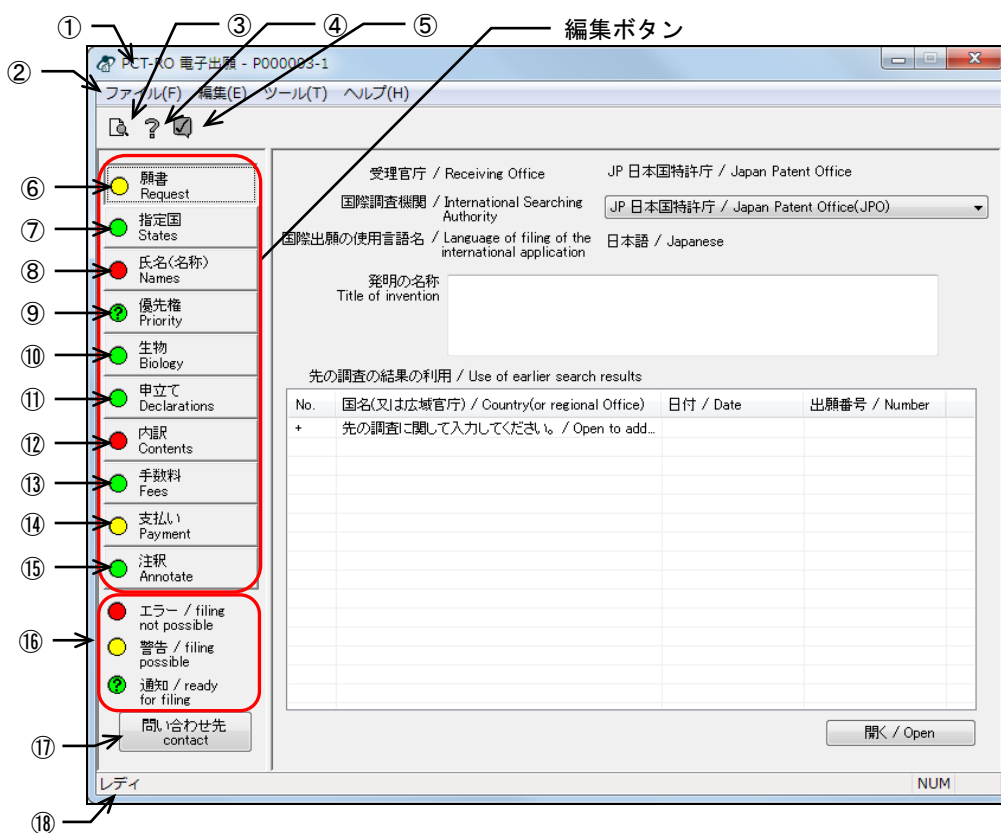 ① ③ ④ ⑤ 編集ボタン
PCT-RO 電子出願 - P000003-1
②
ファイル(F) 編集(E) ツール(T) ヘルプ(H)
受理官庁 / Receiving Office JP 日本国特許庁 / Japan Patent Office
国際調査機関 / International Searching Authority JP 日本国特許庁 / Japan Patent Office(JPO)
国際出願の使用言語名 / Language of filing of the international application 日本語 / Japanese
発明の名称
Title of invention
先の調査の結果の利用 / Use of earlier search results
No. 国名(又は広域官庁) / Country(or regional Office) 日付 / Date 出願番号 / Number
+ 先の調査に関して入力してください。 / Open to add...
開く / Open
⑥ 願書
Request
⑦ 指定国
States
⑧ 氏名(名称)
Names
⑨ ? 優先権
Priority
⑩ 生物
Biology
⑪ 申立て
Declarations
⑫ 内訳
Contents
⑬ 手数料
Fees
⑭ 支払い
Payment
⑮ 注釈
Annotate
⑯ エラー / filing
not possible
警告 / filing
possible
? 通知 / ready
for filing
⑰ 問い合わせ先
contact
レディ NUM
⑱